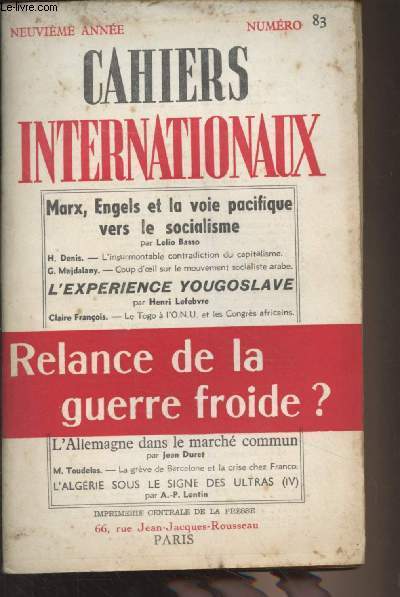 Le-livre.com
NEUVIÈME ANNÉE NUMÉRO 83
CAHIERS
INTERNATIONAUX
Marx, Engels et la voie pacifique
vers le socialisme
par Lelio Basso
H. Denis. — L'insurmontable contradiction du capitalisme.
G. Majdalany. — Coup d'œil sur le mouvement socialiste arabe.
L'EXPERIENCE YOUGOSLAVE
par Henri Lefebvre
Claire François. — Le Togo à l'O.N.U. et les Congrès africains.
Relance de la
guerre froide ?
L'Allemagne dans le marché commun
par Jean Duret
M. Toudelas. — La grève de Barcelone et la crise chez Franco.
L'ALGÉRIE SOUS LE SIGNE DES ULTRAS (IV)
par A.-P. Lentin
IMPRIMERIE CENTRALE DE LA PRESSE
66, rue Jean-Jacques-Rousseau
PARIS